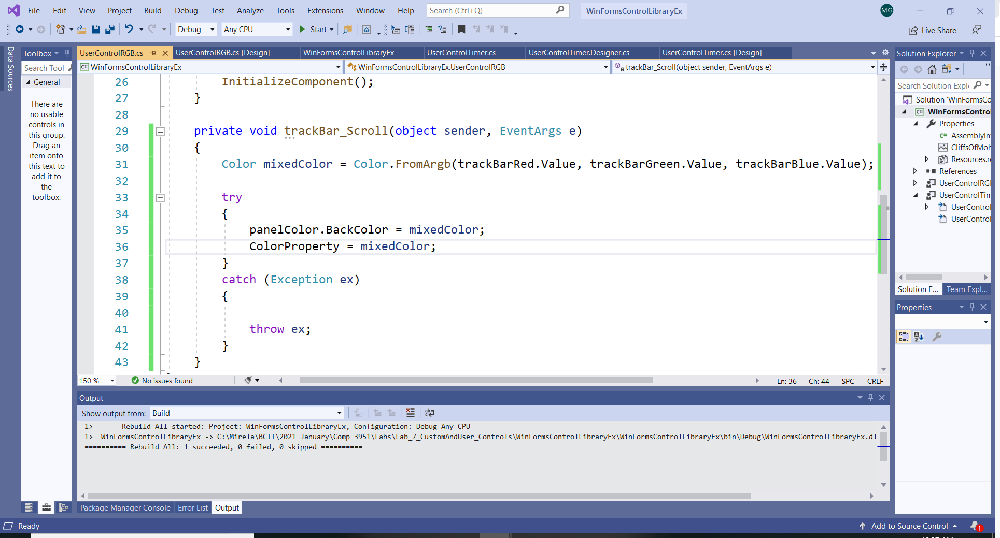 File Edit View Project Build Debug Test Analyze Tools Extensions Window Help Search (Ctrl+Q) WinFormsControlLibraryEx MG
Debug Any CPU Start Live Share
Data Sources
Toolbox
Search Tool
General
There are
no usable
controls in
this group.
Drag an
item onto
this text to
add it to
the
toolbox.
UserControlRGB.cs UserControlRGB.cs [Design] WinFormsControlLibraryEx UserControlTimer.cs UserControlTimer.Designer.cs UserControlTimer.cs [Design]
C# WinFormsControlLibraryEx WinFormsControlLibraryEx.UserControlRGB trackBar_Scroll(object sender, EventArgs e)
26 InitializeComponent();
27 }
28
29 private void trackBar_Scroll(object sender, EventArgs e)
30 {
31 Color mixedColor = Color.FromArgb(trackBarRed.Value, trackBarGreen.Value, trackBarBlue.Value);
32
33 try
34 {
35 panelColor.BackColor = mixedColor;
36 ColorProperty = mixedColor;
37 }
38 catch (Exception ex)
39 {
40
41 throw ex;
42 }
43 }
150 % No issues found Ln: 36 Ch: 44 SPC CRLF
Output
Show output from: Build
1>------ Rebuild All started: Project: WinFormsControlLibraryEx, Configuration: Debug Any CPU ------
1>  WinFormsControlLibraryEx -> C:\Mirela\BCIT\2021 January\Comp 3951\Labs\Lab_7_CustomAndUser_Controls\WinFormsControlLibraryEx\WinFormsControlLibraryEx\bin\Debug\WinFormsControlLibraryEx.dl
========== Rebuild All: 1 succeeded, 0 failed, 0 skipped ==========
Package Manager Console Error List Output
Solution Explorer
Search Solution Expl
Solution 'WinFormsCo
C# WinFormsControl
Properties
C# AssemblyIn
CliffsOfMoh
Resources.re
References
UserControlRGB
UserControlTim
UserControl
UserControl
Solution E... Team Expl...
Properties
Ready Add to Source Control 1